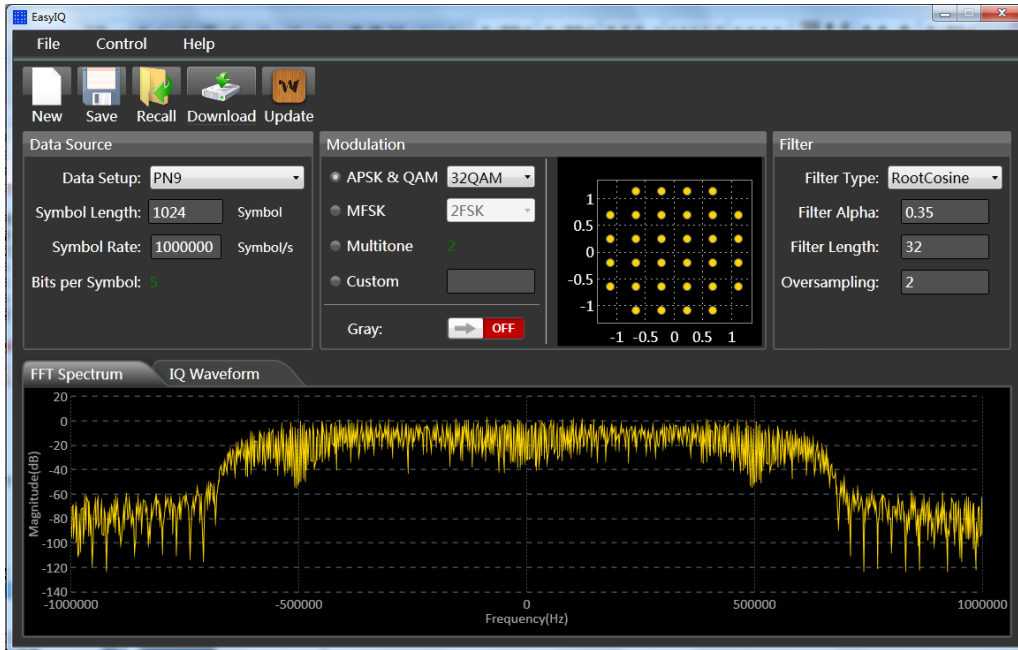 EasyIQ
File Control Help
New Save Recall Download Update
Data Source
Data Setup: PN9
Symbol Length: 1024 Symbol
Symbol Rate: 1000000 Symbol/s
Bits per Symbol: 5
Modulation
APSK & QAM 32QAM
MFSK 2FSK
Multitone 2
Custom
Gray: OFF
1
0.5
0
-0.5
-1
-1 -0.5 0 0.5 1
Filter
Filter Type: RootCosine
Filter Alpha: 0.35
Filter Length: 32
Oversampling: 2
FFT Spectrum IQ Waveform
Magnitude(dB)
20
0
-20
-40
-60
-80
-100
-120
-140
-1000000 -500000 0 500000 1000000
Frequency(Hz)